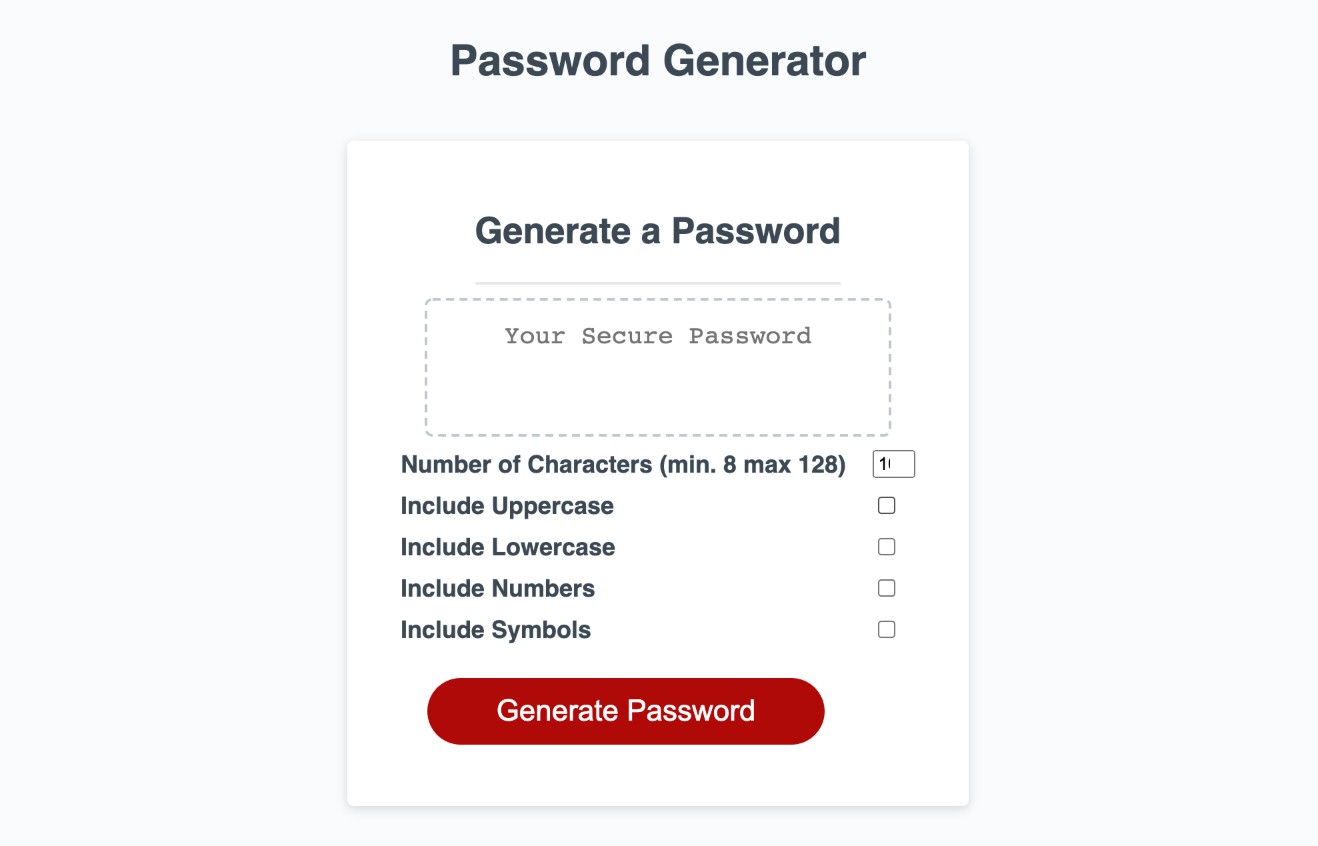 Password Generator
Generate a Password
Your Secure Password
Number of Characters (min. 8 max 128)
Include Uppercase
Include Lowercase
Include Numbers
Include Symbols
Generate Password